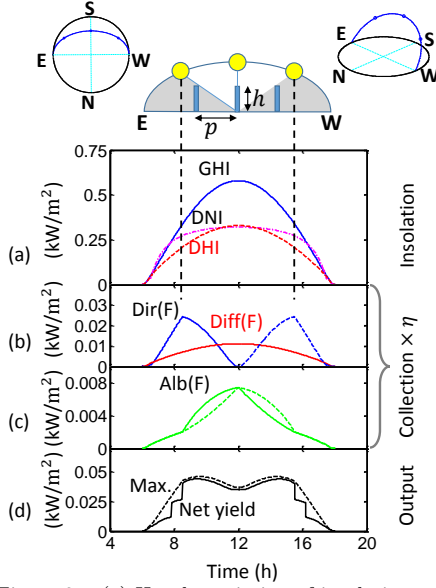 S
E
W
N
E
S
N
W
h
p
E
W
0.75
0.5
0.25
0
(kW/m²)
(a)
GHI
DNI
DHI
Insolation
0.03
0.02
0.01
0
(kW/m²)
(b)
Dir(F)
Diff(F)
0.008
0.004
0
(kW/m²)
(c)
Alb(F)
Collection × η
0.05
0
(kW/m²)
(d)
Max.
Net yield
Output
4
8
12
16
20
Time (h)